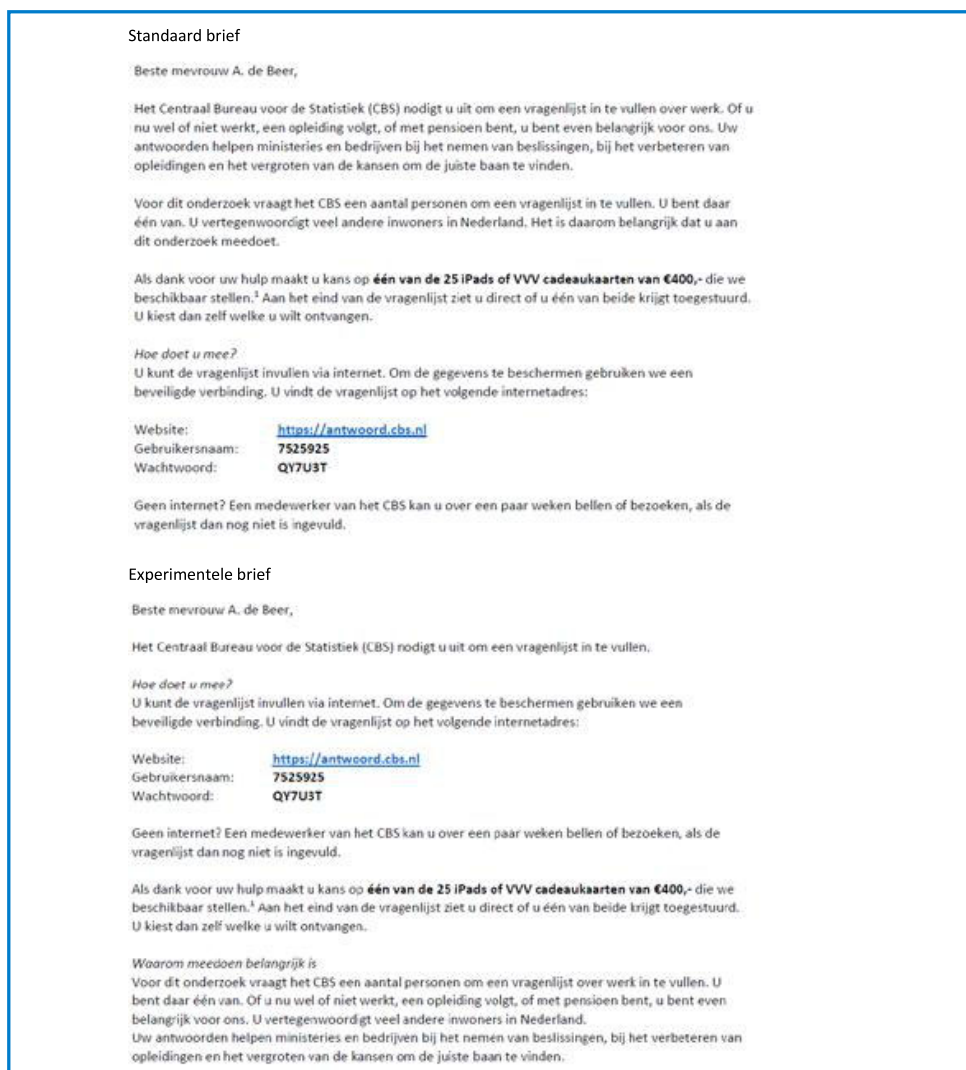 Standaard brief
Beste mevrouw A. de Beer,
Het Centraal Bureau voor de Statistiek (CBS) nodigt u uit om een vragenlijst in te vullen over werk. Of u
nu wel of niet werkt, een opleiding volgt, of met pensioen bent, u bent even belangrijk voor ons. Uw
antwoorden helpen ministeries en bedrijven bij het nemen van beslissingen, bij het verbeteren van
opleidingen en het vergroten van de kansen om de juiste baan te vinden.
Voor dit onderzoek vraagt het CBS een aantal personen om een vragenlijst in te vullen. U bent daar
één van. U vertegenwoordigt veel andere inwoners in Nederland. Het is daarom belangrijk dat u aan
dit onderzoek meedoet.
Als dank voor uw hulp maakt u kans op één van de 25 iPads of VVV cadeaukaarten van €400,- die we
beschikbaar stellen.¹ Aan het eind van de vragenlijst ziet u direct of u één van beide krijgt toegestuurd.
U kiest dan zelf welke u wilt ontvangen.
Hoe doet u mee?
U kunt de vragenlijst invullen via internet. Om de gegevens te beschermen gebruiken we een
beveiligde verbinding. U vindt de vragenlijst op het volgende internetadres:
Website: https://antwoord.cbs.nl
Gebruikersnaam: 7525925
Wachtwoord: QY7U3T
Geen internet? Een medewerker van het CBS kan u over een paar weken bellen of bezoeken, als de
vragenlijst dan nog niet is ingevuld.
Experimentele brief
Beste mevrouw A. de Beer,
Het Centraal Bureau voor de Statistiek (CBS) nodigt u uit om een vragenlijst in te vullen.
Hoe doet u mee?
U kunt de vragenlijst invullen via internet. Om de gegevens te beschermen gebruiken we een
beveiligde verbinding. U vindt de vragenlijst op het volgende internetadres:
Website: https://antwoord.cbs.nl
Gebruikersnaam: 7525925
Wachtwoord: QY7U3T
Geen internet? Een medewerker van het CBS kan u over een paar weken bellen of bezoeken, als de
vragenlijst dan nog niet is ingevuld.
Als dank voor uw hulp maakt u kans op één van de 25 iPads of VVV cadeaukaarten van €400,- die we
beschikbaar stellen.¹ Aan het eind van de vragenlijst ziet u direct of u één van beide krijgt toegestuurd.
U kiest dan zelf welke u wilt ontvangen.
Waarom meedoen belangrijk is
Voor dit onderzoek vraagt het CBS een aantal personen om een vragenlijst over werk in te vullen. U
bent daar één van. Of u nu wel of niet werkt, een opleiding volgt, of met pensioen bent, u bent even
belangrijk voor ons. U vertegenwoordigt veel andere inwoners in Nederland.
Uw antwoorden helpen ministeries en bedrijven bij het nemen van beslissingen, bij het verbeteren van
opleidingen en het vergroten van de kansen om de juiste baan te vinden.